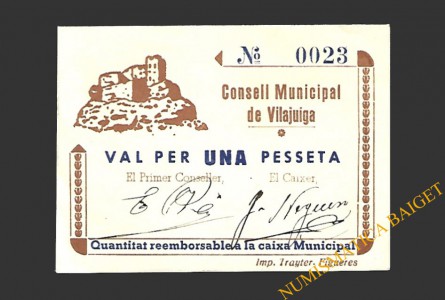 Nº 0023
Consell Municipal
de Vilajuiga
VAL PER UNA PESSETA
El Primer Conseller, El Caixer,
Quantitat reemborsable a la caixa Municipal
Imp. Trayter-Figueres
NUMISMATICA BAIGET